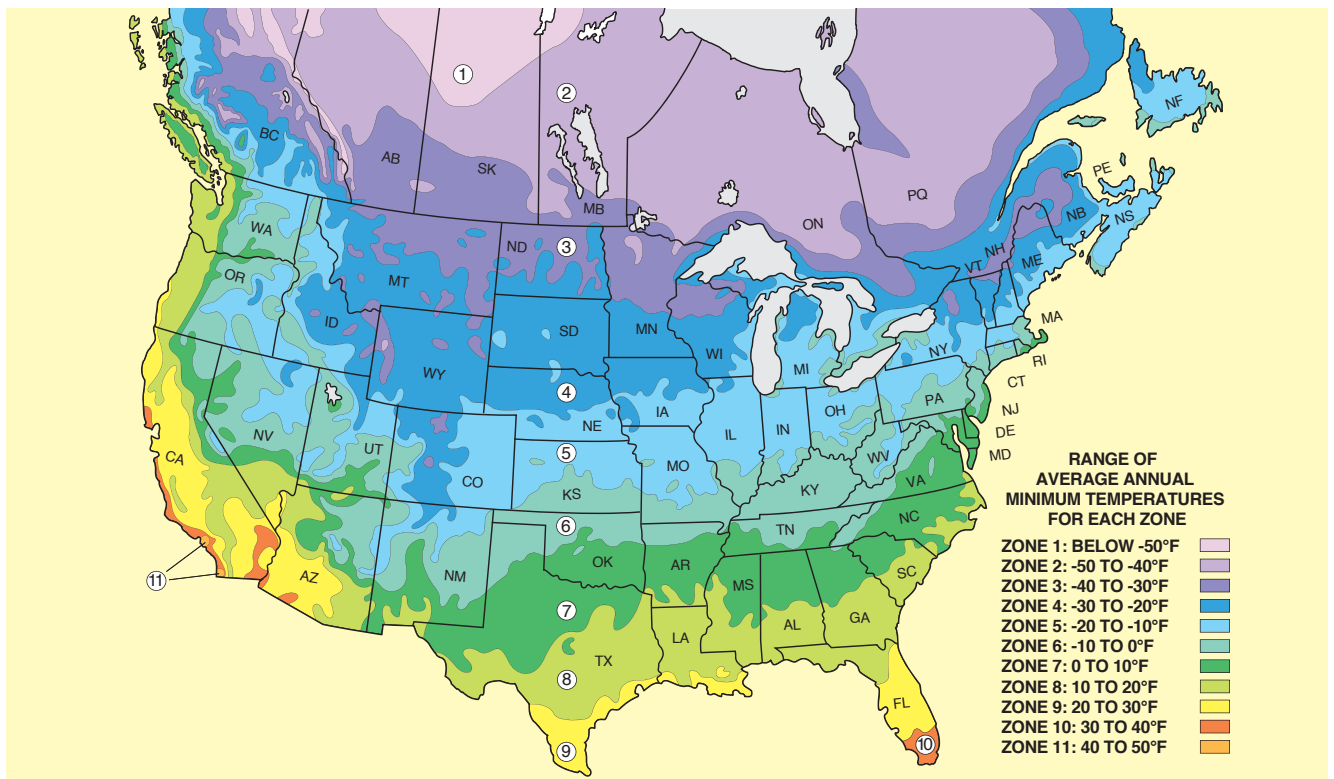 1
2
NF
BC
AB
SK
PE
PQ
MB
NB
NS
ON
WA
ND
3
NH
VT
ME
OR
MT
ID
SD
MN
MA
WI
NY
RI
WY
MI
CT
4
PA
NJ
IA
OH
NE
DE
NV
IL
IN
UT
5
MD
CA
MO
WV
CO
KS
KY
VA
6
TN
NC
OK
AR
AZ
NM
SC
11
MS
7
GA
AL
LA
TX
8
FL
9
10
RANGE OF
AVERAGE ANNUAL
MINIMUM TEMPERATURES
FOR EACH ZONE
ZONE 1: BELOW -50°F
ZONE 2: -50 TO -40°F
ZONE 3: -40 TO -30°F
ZONE 4: -30 TO -20°F
ZONE 5: -20 TO -10°F
ZONE 6: -10 TO 0°F
ZONE 7: 0 TO 10°F
ZONE 8: 10 TO 20°F
ZONE 9: 20 TO 30°F
ZONE 10: 30 TO 40°F
ZONE 11: 40 TO 50°F